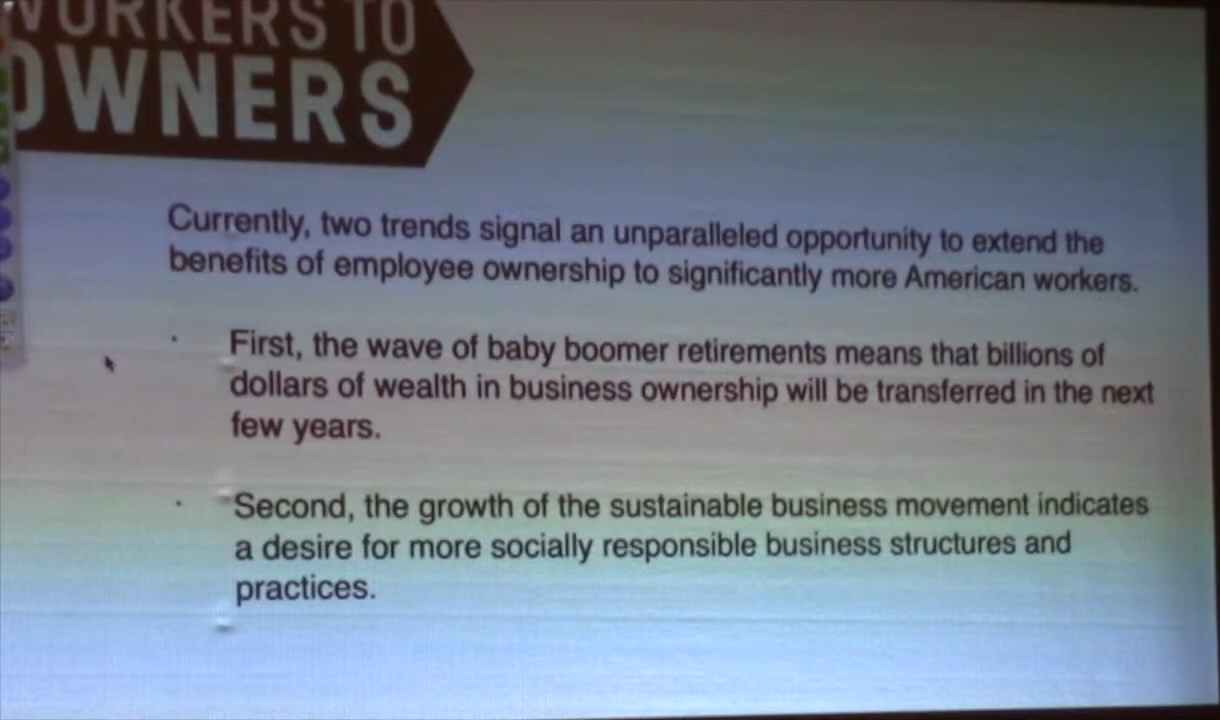 WORKERS TO
OWNERS
Currently, two trends signal an unparalleled opportunity to extend the
benefits of employee ownership to significantly more American workers.
· First, the wave of baby boomer retirements means that billions of
dollars of wealth in business ownership will be transferred in the next
few years.
· Second, the growth of the sustainable business movement indicates
a desire for more socially responsible business structures and
practices.